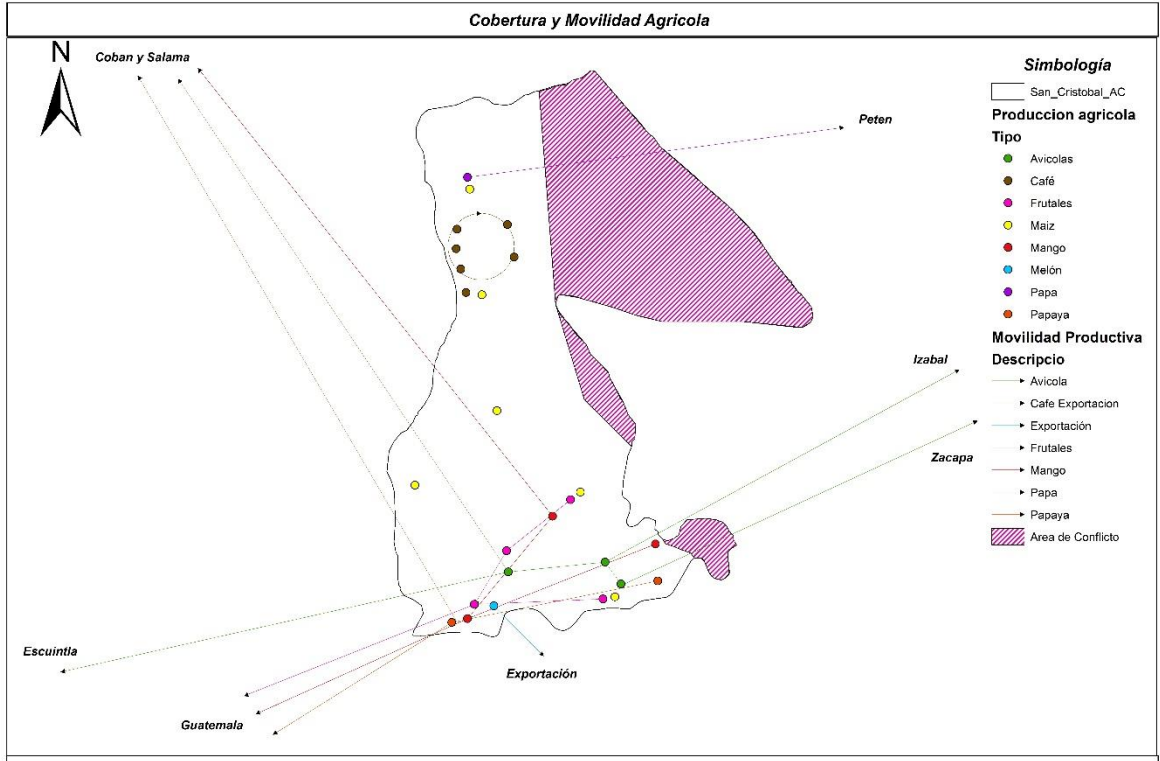 Cobertura y Movilidad Agricola
N
Coban y Salama
Peten
Izabal
Zacapa
Escuintla
Exportación
Guatemala
Simbología
San_Cristobal_AC
Produccion agrícola
Tipo
Avicolas
Café
Frutales
Maiz
Mango
Melón
Papa
Papaya
Movilidad Productiva
Descripcio
Avicola
Cafe Exportacion
Exportación
Frutales
Mango
Papa
Papaya
Area de Conflicto